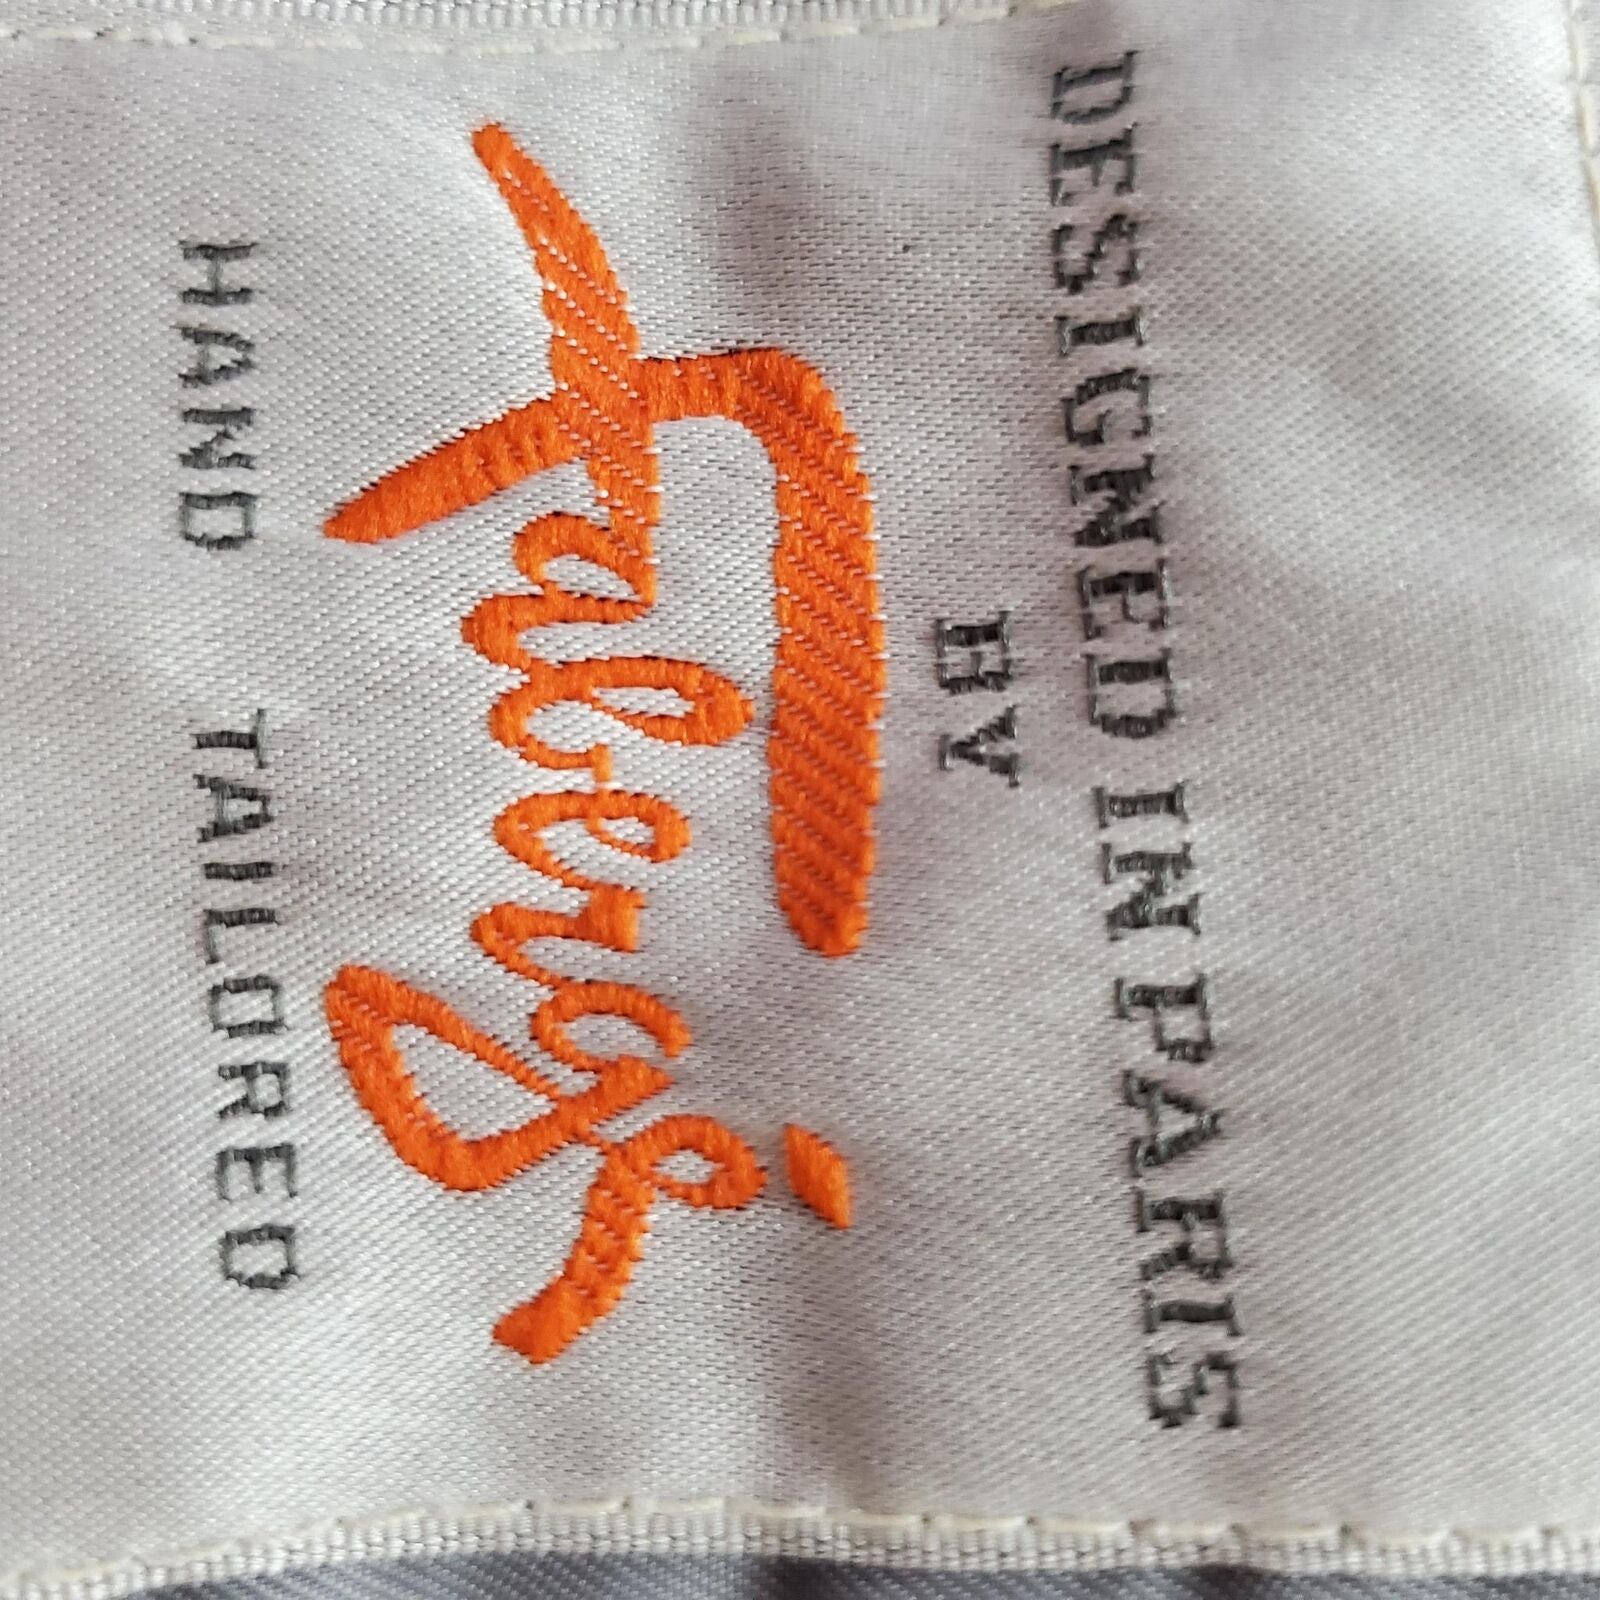 DESIGNED IN PARIS
BY
Fabergé
HAND TAILORED